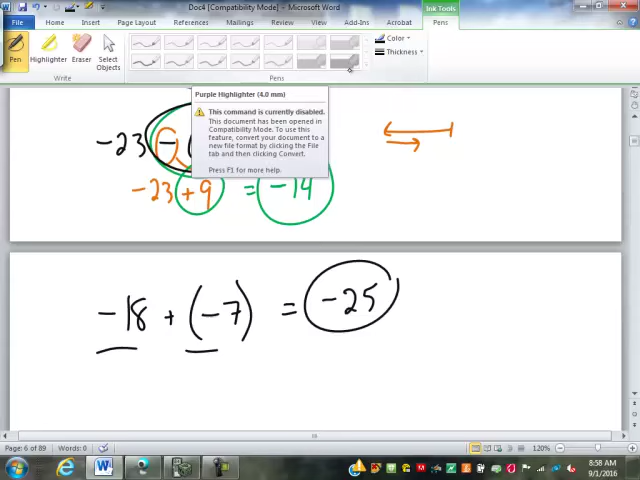 Doc4 [Compatibility Mode] - Microsoft Word
Ink Tools
File Home Insert Page Layout References Mailings Review View Add-Ins Acrobat Pens
Pen Highlighter Eraser Select Objects
Color
Thickness
Write Pens
Purple Highlighter (4.0 mm)
This command is currently disabled.
This document has been opened in
Compatibility Mode. To use this
feature, convert your document to a
new file format by clicking the File
tab and then clicking Convert.
Press F1 for more help.
-23 - (
-23 + 9 = -14
-18 + (-7) = -25
Page: 6 of 89 Words: 0 120%
8:58 AM
9/1/2016